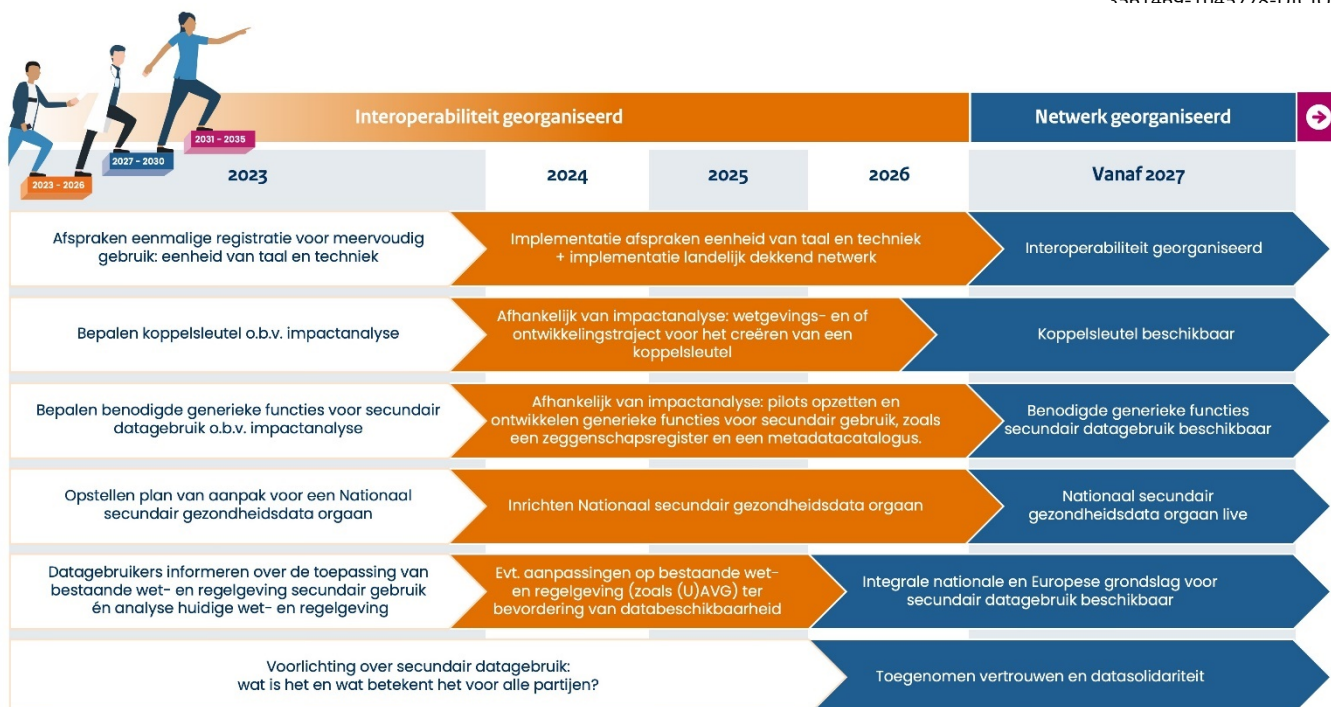 Interoperabiliteit georganiseerd
Netwerk georganiseerd
2031 - 2035
2027 - 2030
2023 - 2026
2023
2024
2025
2026
Vanaf 2027
Afspraken eenmalige registratie voor meervoudig
gebruik: eenheid van taal en techniek
Implementatie afspraken eenheid van taal en techniek
+ implementatie landelijk dekkend netwerk
Interoperabiliteit georganiseerd
Bepalen koppelsleutel o.b.v. impactanalyse
Afhankelijk van impactanalyse: wetgevings- en of
ontwikkelingstraject voor het creëren van een
koppelsleutel
Koppelsleutel beschikbaar
Bepalen benodigde generieke functies voor secundair
datagebruik o.b.v. impactanalyse
Afhankelijk van impactanalyse: pilots opzetten en
ontwikkelen generieke functies voor secundair gebruik, zoals
een zeggenschapsregister en een metadatacatalogus.
Benodigde generieke functies
secundair datagebruik beschikbaar
Opstellen plan van aanpak voor een Nationaal
secundair gezondheidsdata orgaan
Inrichten Nationaal secundair gezondheidsdata orgaan
Nationaal secundair
gezondheidsdata orgaan live
Datagebruikers informeren over de toepassing van
bestaande wet- en regelgeving secundair gebruik
én analyse huidige wet- en regelgeving
Evt. aanpassingen op bestaande wet-
en regelgeving (zoals (U)AVG) ter
bevordering van databeschikbaarheid
Integrale nationale en Europese grondslag voor
secundair datagebruik beschikbaar
Voorlichting over secundair datagebruik:
wat is het en wat betekent het voor alle partijen?
Toegenomen vertrouwen en datasolidariteit